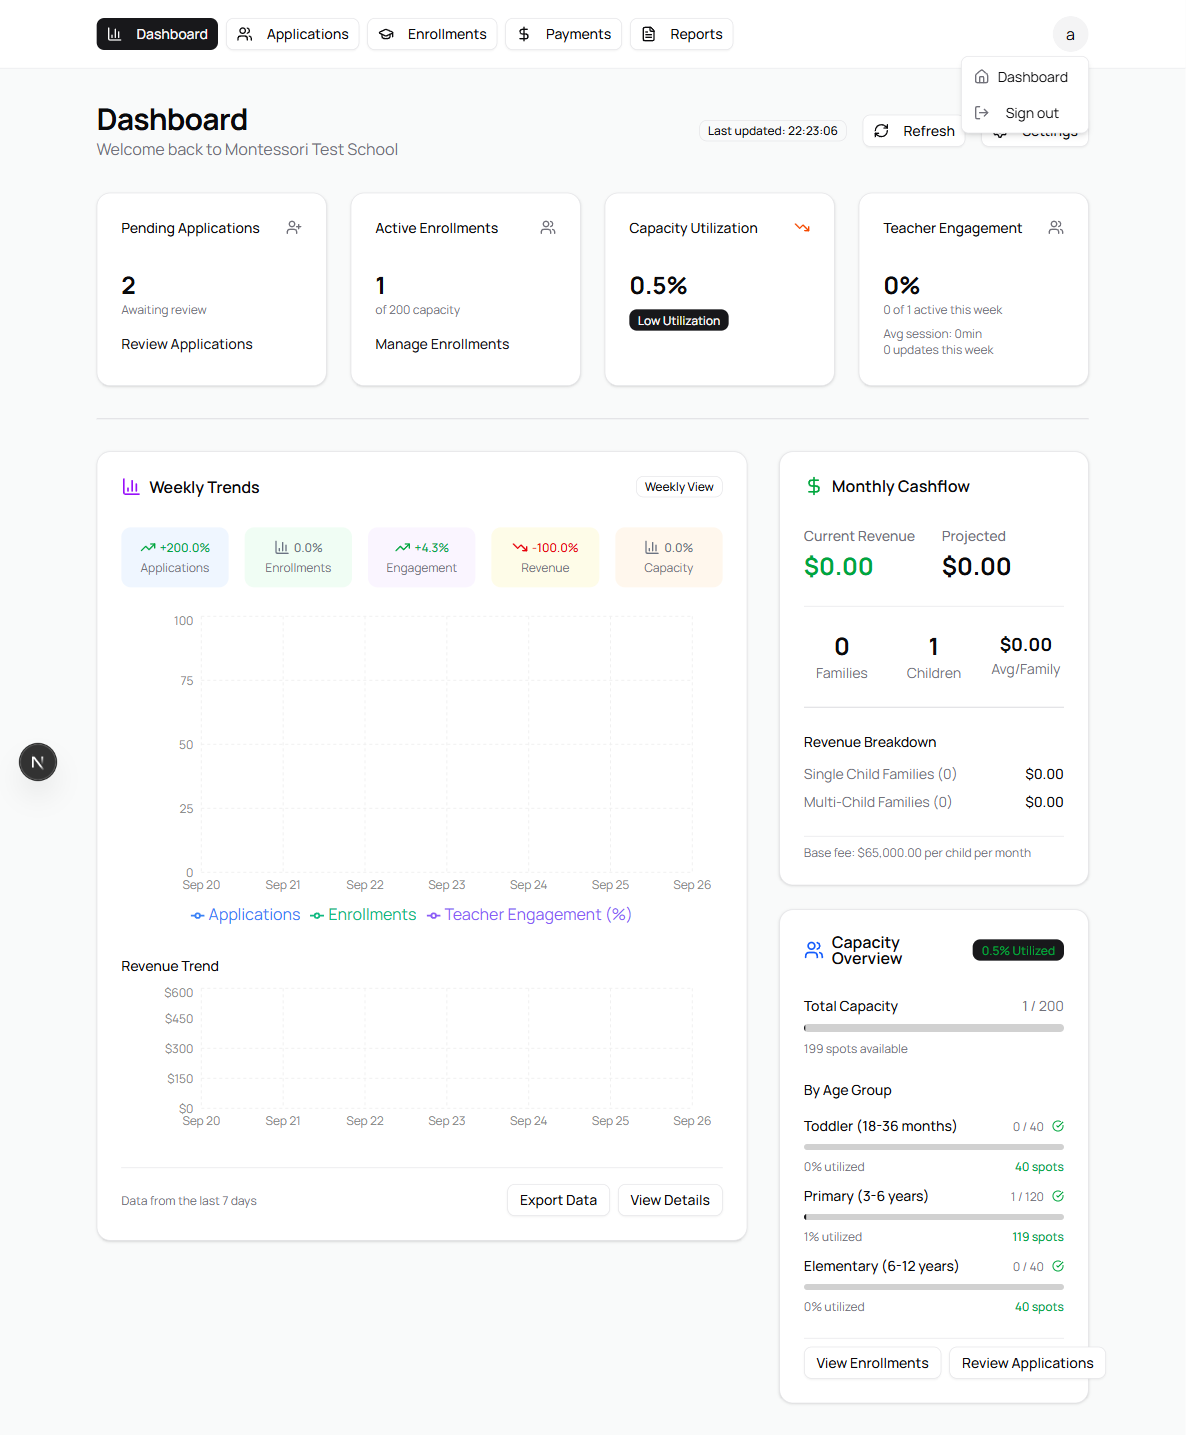 Dashboard
Applications
Enrollments
Payments
Reports
a
Dashboard
Sign out
Dashboard
Welcome back to Montessori Test School
Last updated: 22:23:06
Refresh
Settings
Pending Applications
2
Awaiting review
Review Applications
Active Enrollments
1
of 200 capacity
Manage Enrollments
Capacity Utilization
0.5%
Low Utilization
Teacher Engagement
0%
0 of 1 active this week
Avg session: 0min
0 updates this week
Weekly Trends
Weekly View
+200.0%
Applications
0.0%
Enrollments
+4.3%
Engagement
-100.0%
Revenue
0.0%
Capacity
100
75
50
25
0
Sep 20 Sep 21 Sep 22 Sep 23 Sep 24 Sep 25 Sep 26
Applications Enrollments Teacher Engagement (%)
Revenue Trend
$600
$450
$300
$150
$0
Sep 20 Sep 21 Sep 22 Sep 23 Sep 24 Sep 25 Sep 26
Data from the last 7 days
Export Data
View Details
Monthly Cashflow
Current Revenue
$0.00
Projected
$0.00
0
Families
1
Children
$0.00
Avg/Family
Revenue Breakdown
Single Child Families (0) $0.00
Multi-Child Families (0) $0.00
Base fee: $65,000.00 per child per month
Capacity
Overview
0.5% Utilized
Total Capacity 1 / 200
199 spots available
By Age Group
Toddler (18-36 months) 0 / 40
0% utilized 40 spots
Primary (3-6 years) 1 / 120
1% utilized 119 spots
Elementary (6-12 years) 0 / 40
0% utilized 40 spots
View Enrollments
Review Applications
N